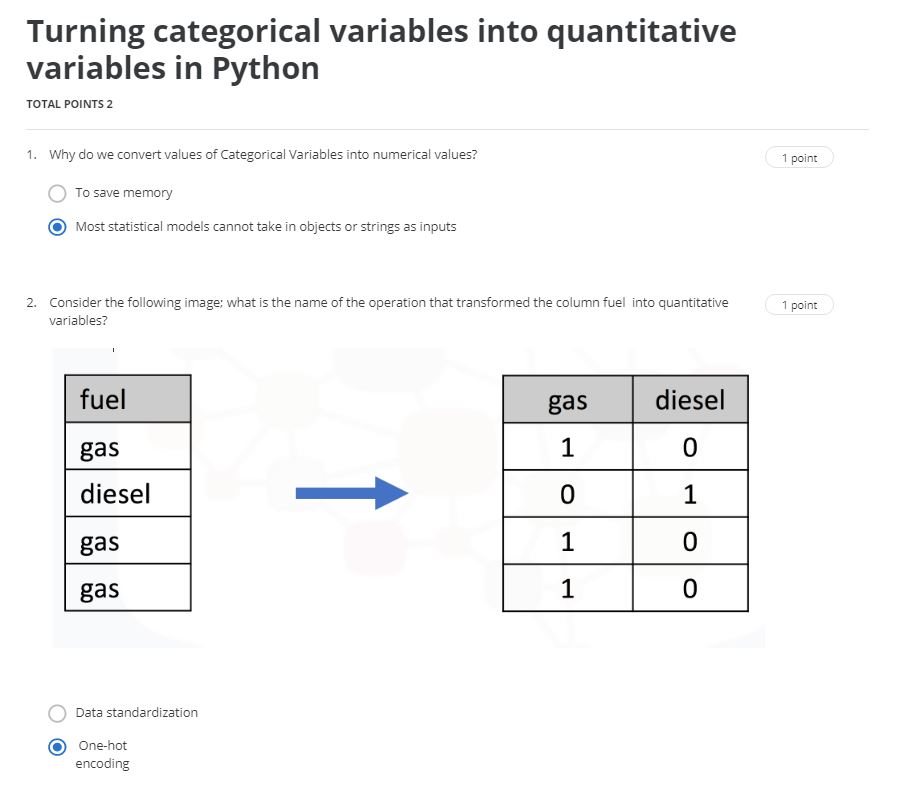 Turning categorical variables into quantitative
variables in Python
TOTAL POINTS 2
1. Why do we convert values of Categorical Variables into numerical values?
1 point
To save memory
Most statistical models cannot take in objects or strings as inputs
2. Consider the following image; what is the name of the operation that transformed the column fuel into quantitative
variables?
1 point
fuel
gas
diesel
gas
gas
gas diesel
1 0
0 1
1 0
1 0
Data standardization
One-hot
encoding